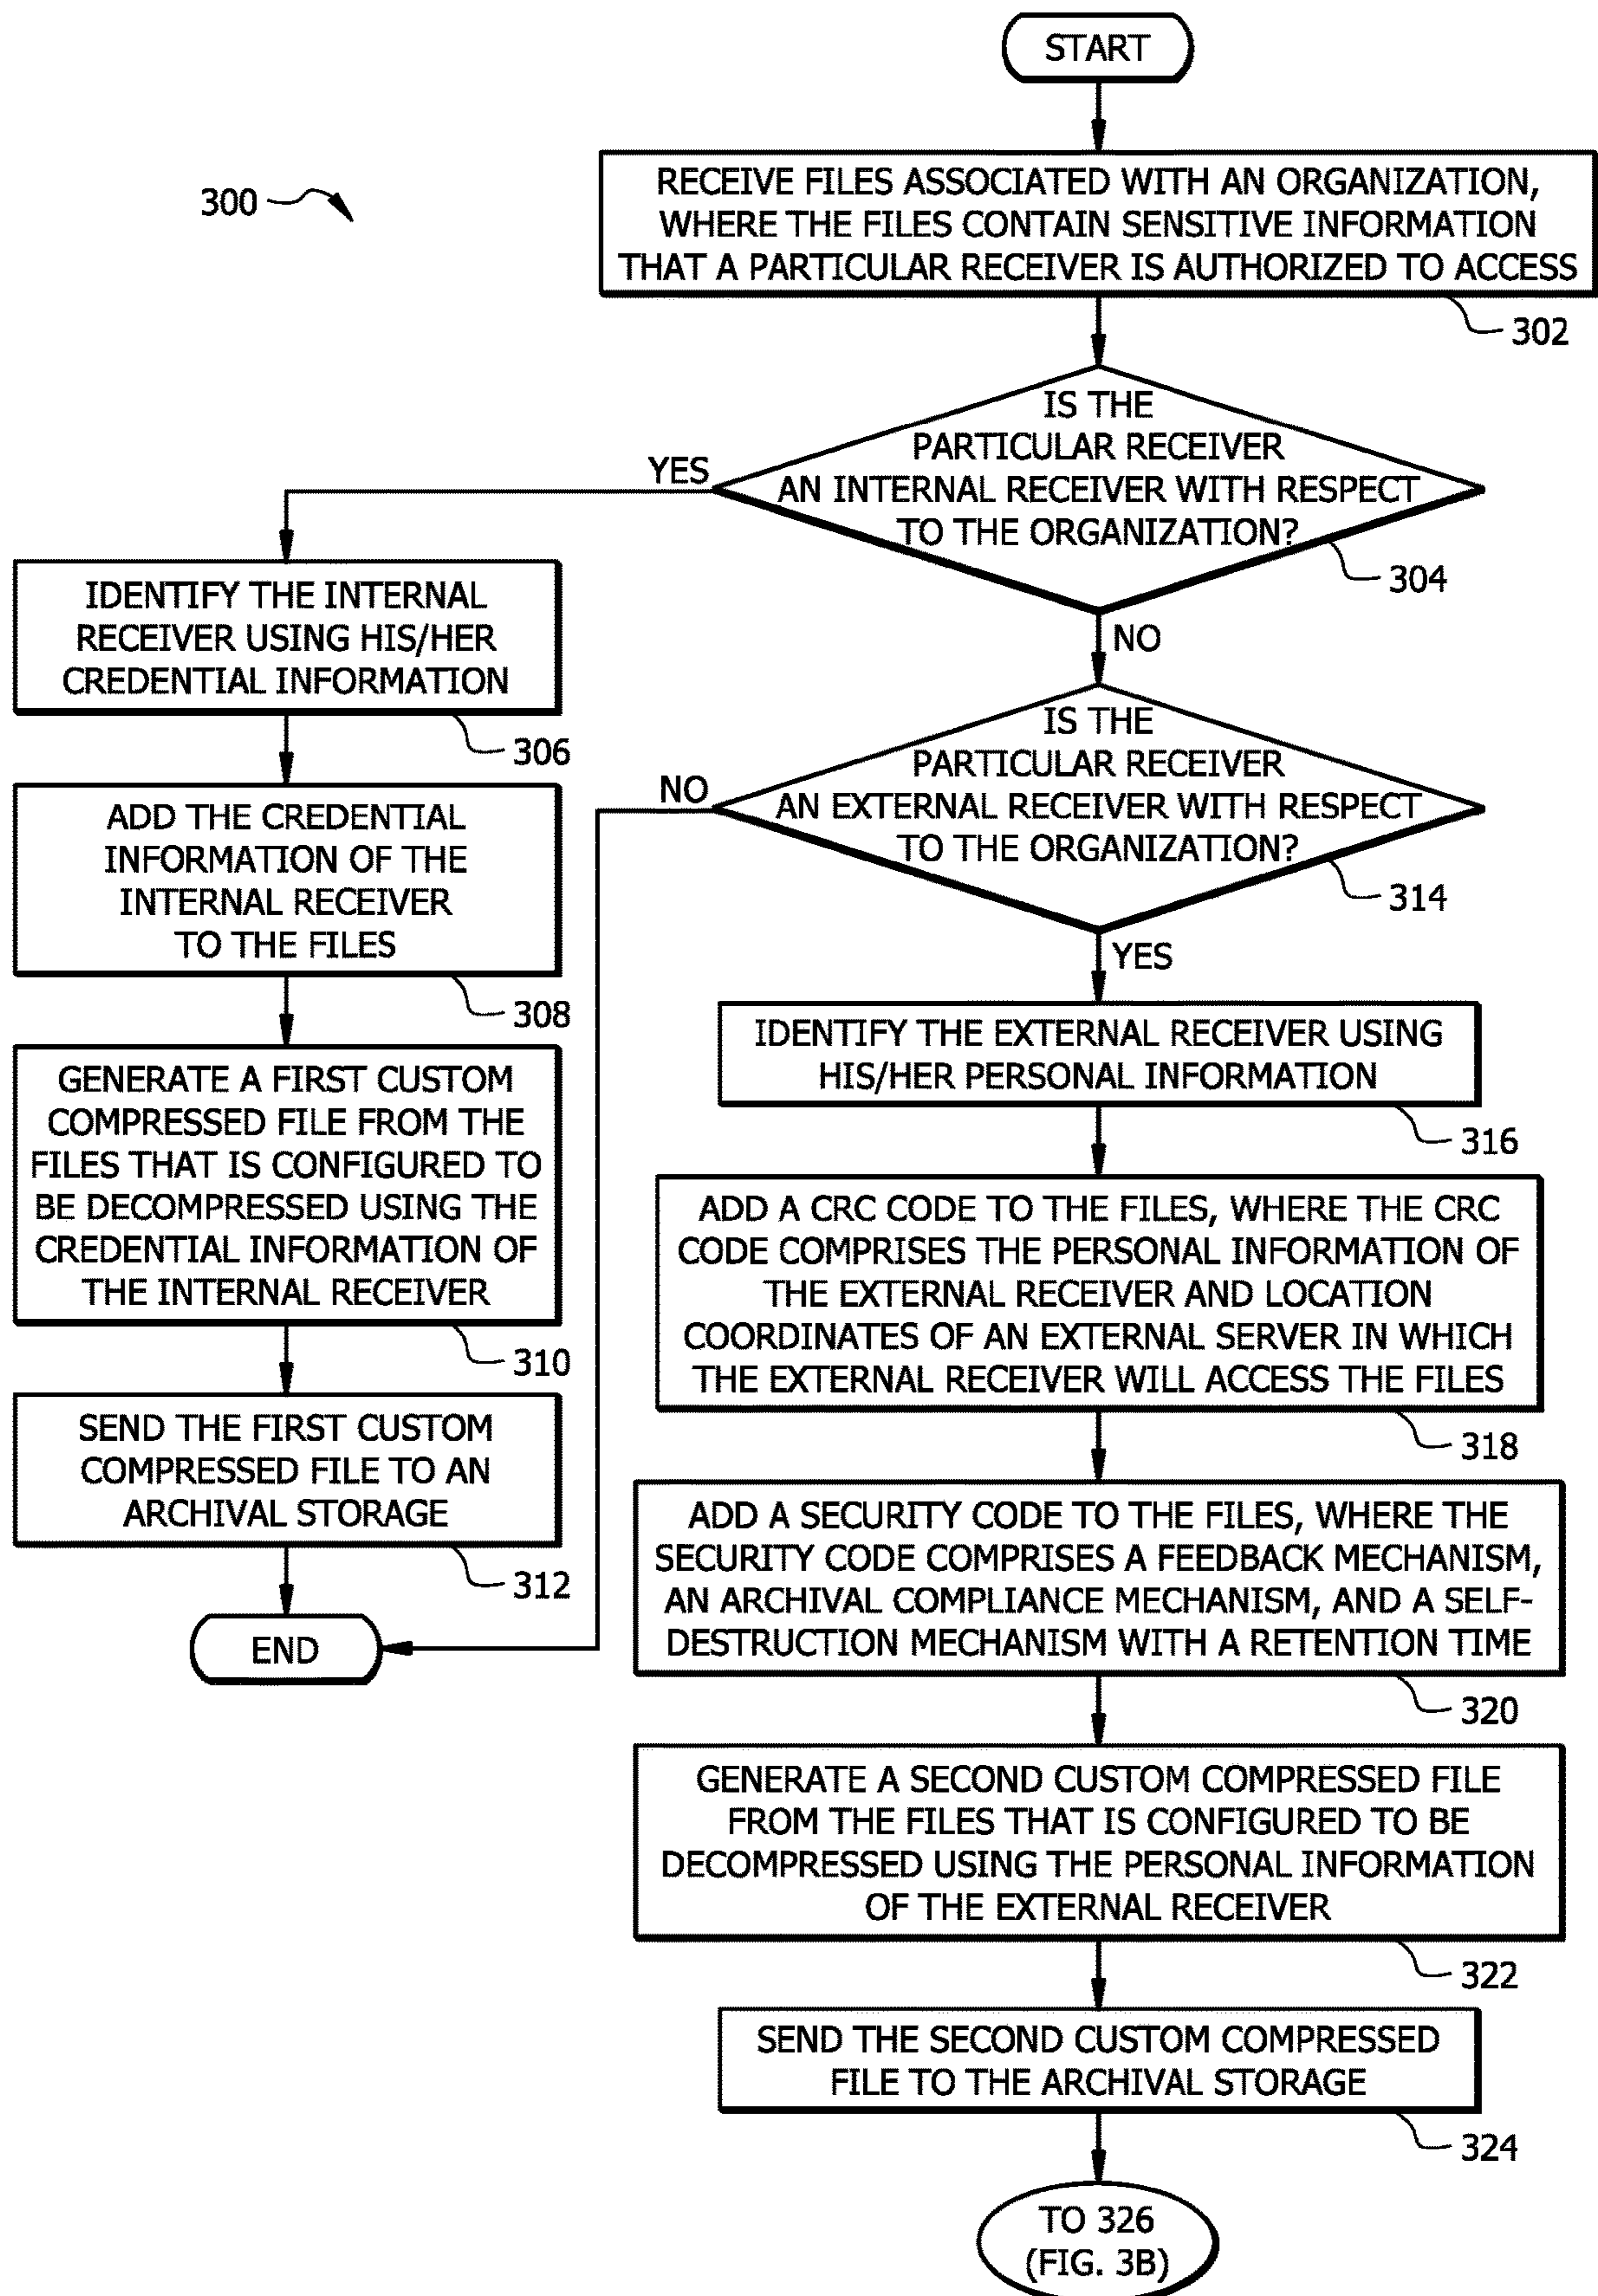 START
300
RECEIVE FILES ASSOCIATED WITH AN ORGANIZATION,
WHERE THE FILES CONTAIN SENSITIVE INFORMATION
THAT A PARTICULAR RECEIVER IS AUTHORIZED TO ACCESS
302
IS THE
PARTICULAR RECEIVER
AN INTERNAL RECEIVER WITH RESPECT
TO THE ORGANIZATION?
304
YES
NO
IDENTIFY THE INTERNAL
RECEIVER USING HIS/HER
CREDENTIAL INFORMATION
306
ADD THE CREDENTIAL
INFORMATION OF THE
INTERNAL RECEIVER
TO THE FILES
308
GENERATE A FIRST CUSTOM
COMPRESSED FILE FROM THE
FILES THAT IS CONFIGURED TO
BE DECOMPRESSED USING THE
CREDENTIAL INFORMATION OF
THE INTERNAL RECEIVER
310
SEND THE FIRST CUSTOM
COMPRESSED FILE TO AN
ARCHIVAL STORAGE
312
END
IS THE
PARTICULAR RECEIVER
AN EXTERNAL RECEIVER WITH RESPECT
TO THE ORGANIZATION?
314
NO
YES
IDENTIFY THE EXTERNAL RECEIVER USING
HIS/HER PERSONAL INFORMATION
316
ADD A CRC CODE TO THE FILES, WHERE THE CRC
CODE COMPRISES THE PERSONAL INFORMATION OF
THE EXTERNAL RECEIVER AND LOCATION
COORDINATES OF AN EXTERNAL SERVER IN WHICH
THE EXTERNAL RECEIVER WILL ACCESS THE FILES
318
ADD A SECURITY CODE TO THE FILES, WHERE THE
SECURITY CODE COMPRISES A FEEDBACK MECHANISM,
AN ARCHIVAL COMPLIANCE MECHANISM, AND A SELF-
DESTRUCTION MECHANISM WITH A RETENTION TIME
320
GENERATE A SECOND CUSTOM COMPRESSED FILE
FROM THE FILES THAT IS CONFIGURED TO BE
DECOMPRESSED USING THE PERSONAL INFORMATION
OF THE EXTERNAL RECEIVER
322
SEND THE SECOND CUSTOM COMPRESSED
FILE TO THE ARCHIVAL STORAGE
324
TO 326
(FIG. 3B)